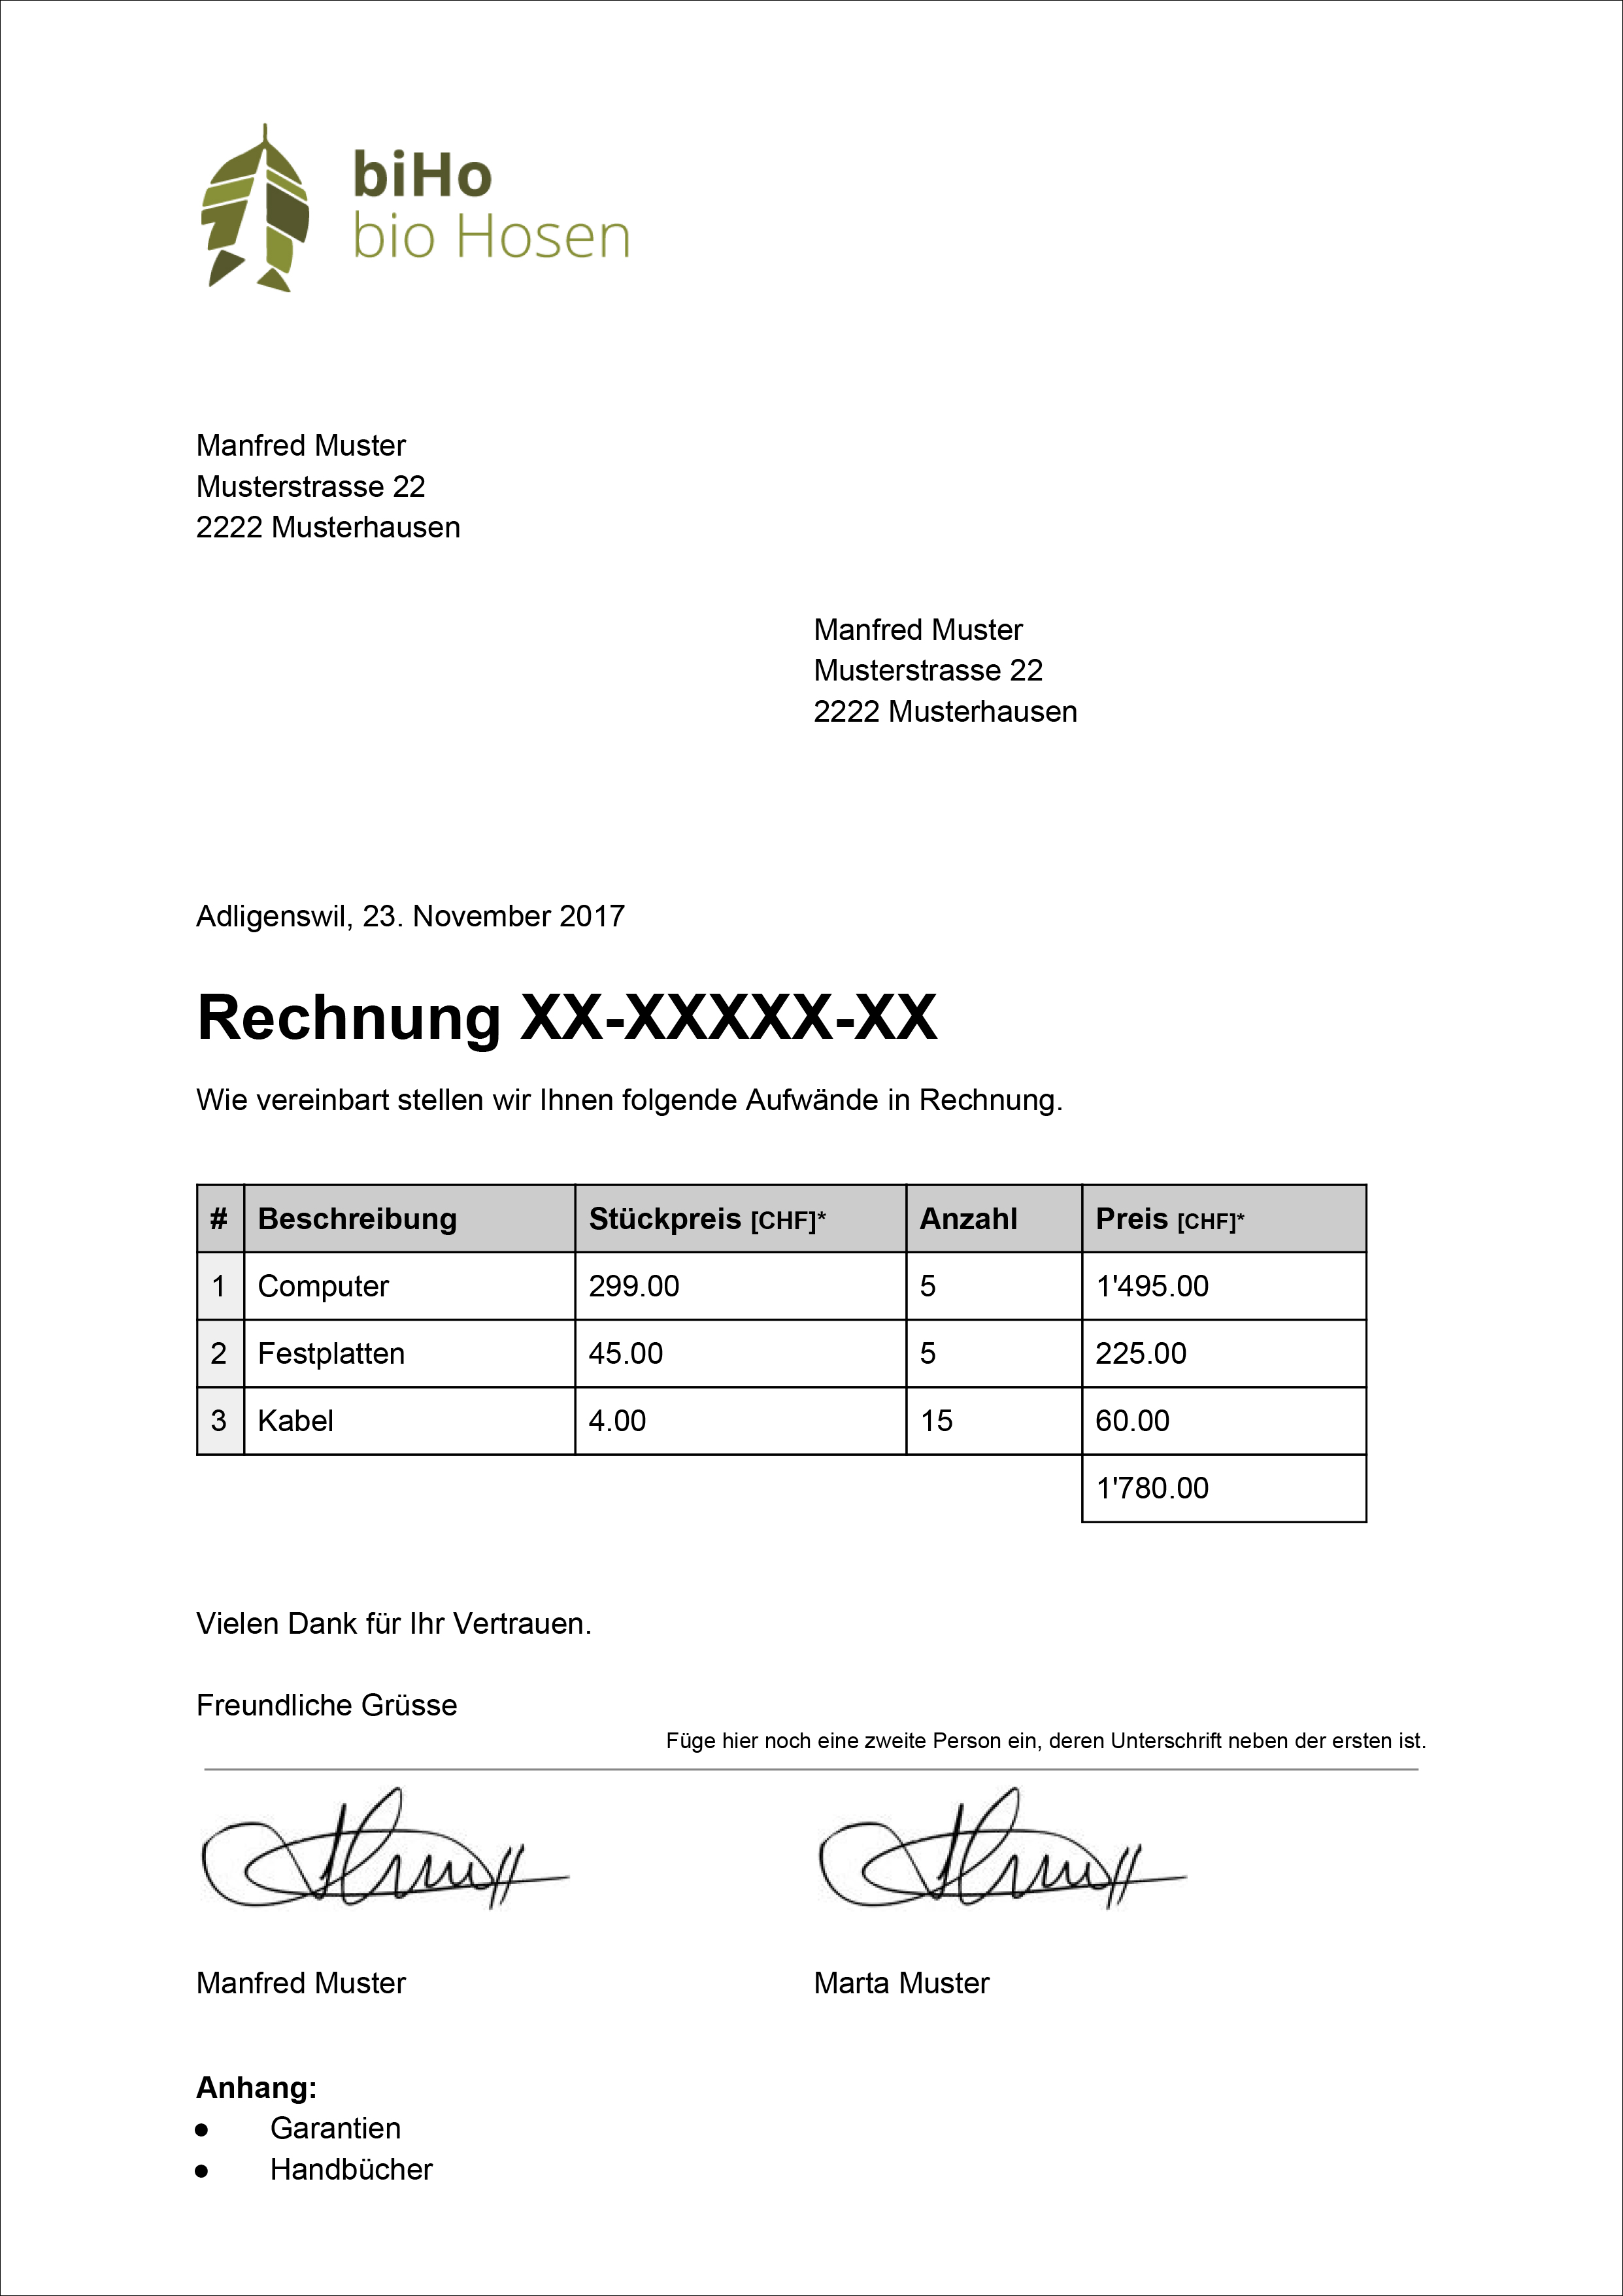 biHo
bio Hosen
Manfred Muster
Musterstrasse 22
2222 Musterhausen
Manfred Muster
Musterstrasse 22
2222 Musterhausen
Adligenswil, 23. November 2017
Rechnung XX-XXXXX-XX
Wie vereinbart stellen wir Ihnen folgende Aufwände in Rechnung.
# Beschreibung Stückpreis [CHF]* Anzahl Preis [CHF]*
1 Computer 299.00 5 1'495.00
2 Festplatten 45.00 5 225.00
3 Kabel 4.00 15 60.00
1'780.00
Vielen Dank für Ihr Vertrauen.
Freundliche Grüsse
Füge hier noch eine zweite Person ein, deren Unterschrift neben der ersten ist.
Manfred Muster Marta Muster
Anhang:
● Garantien
● Handbücher